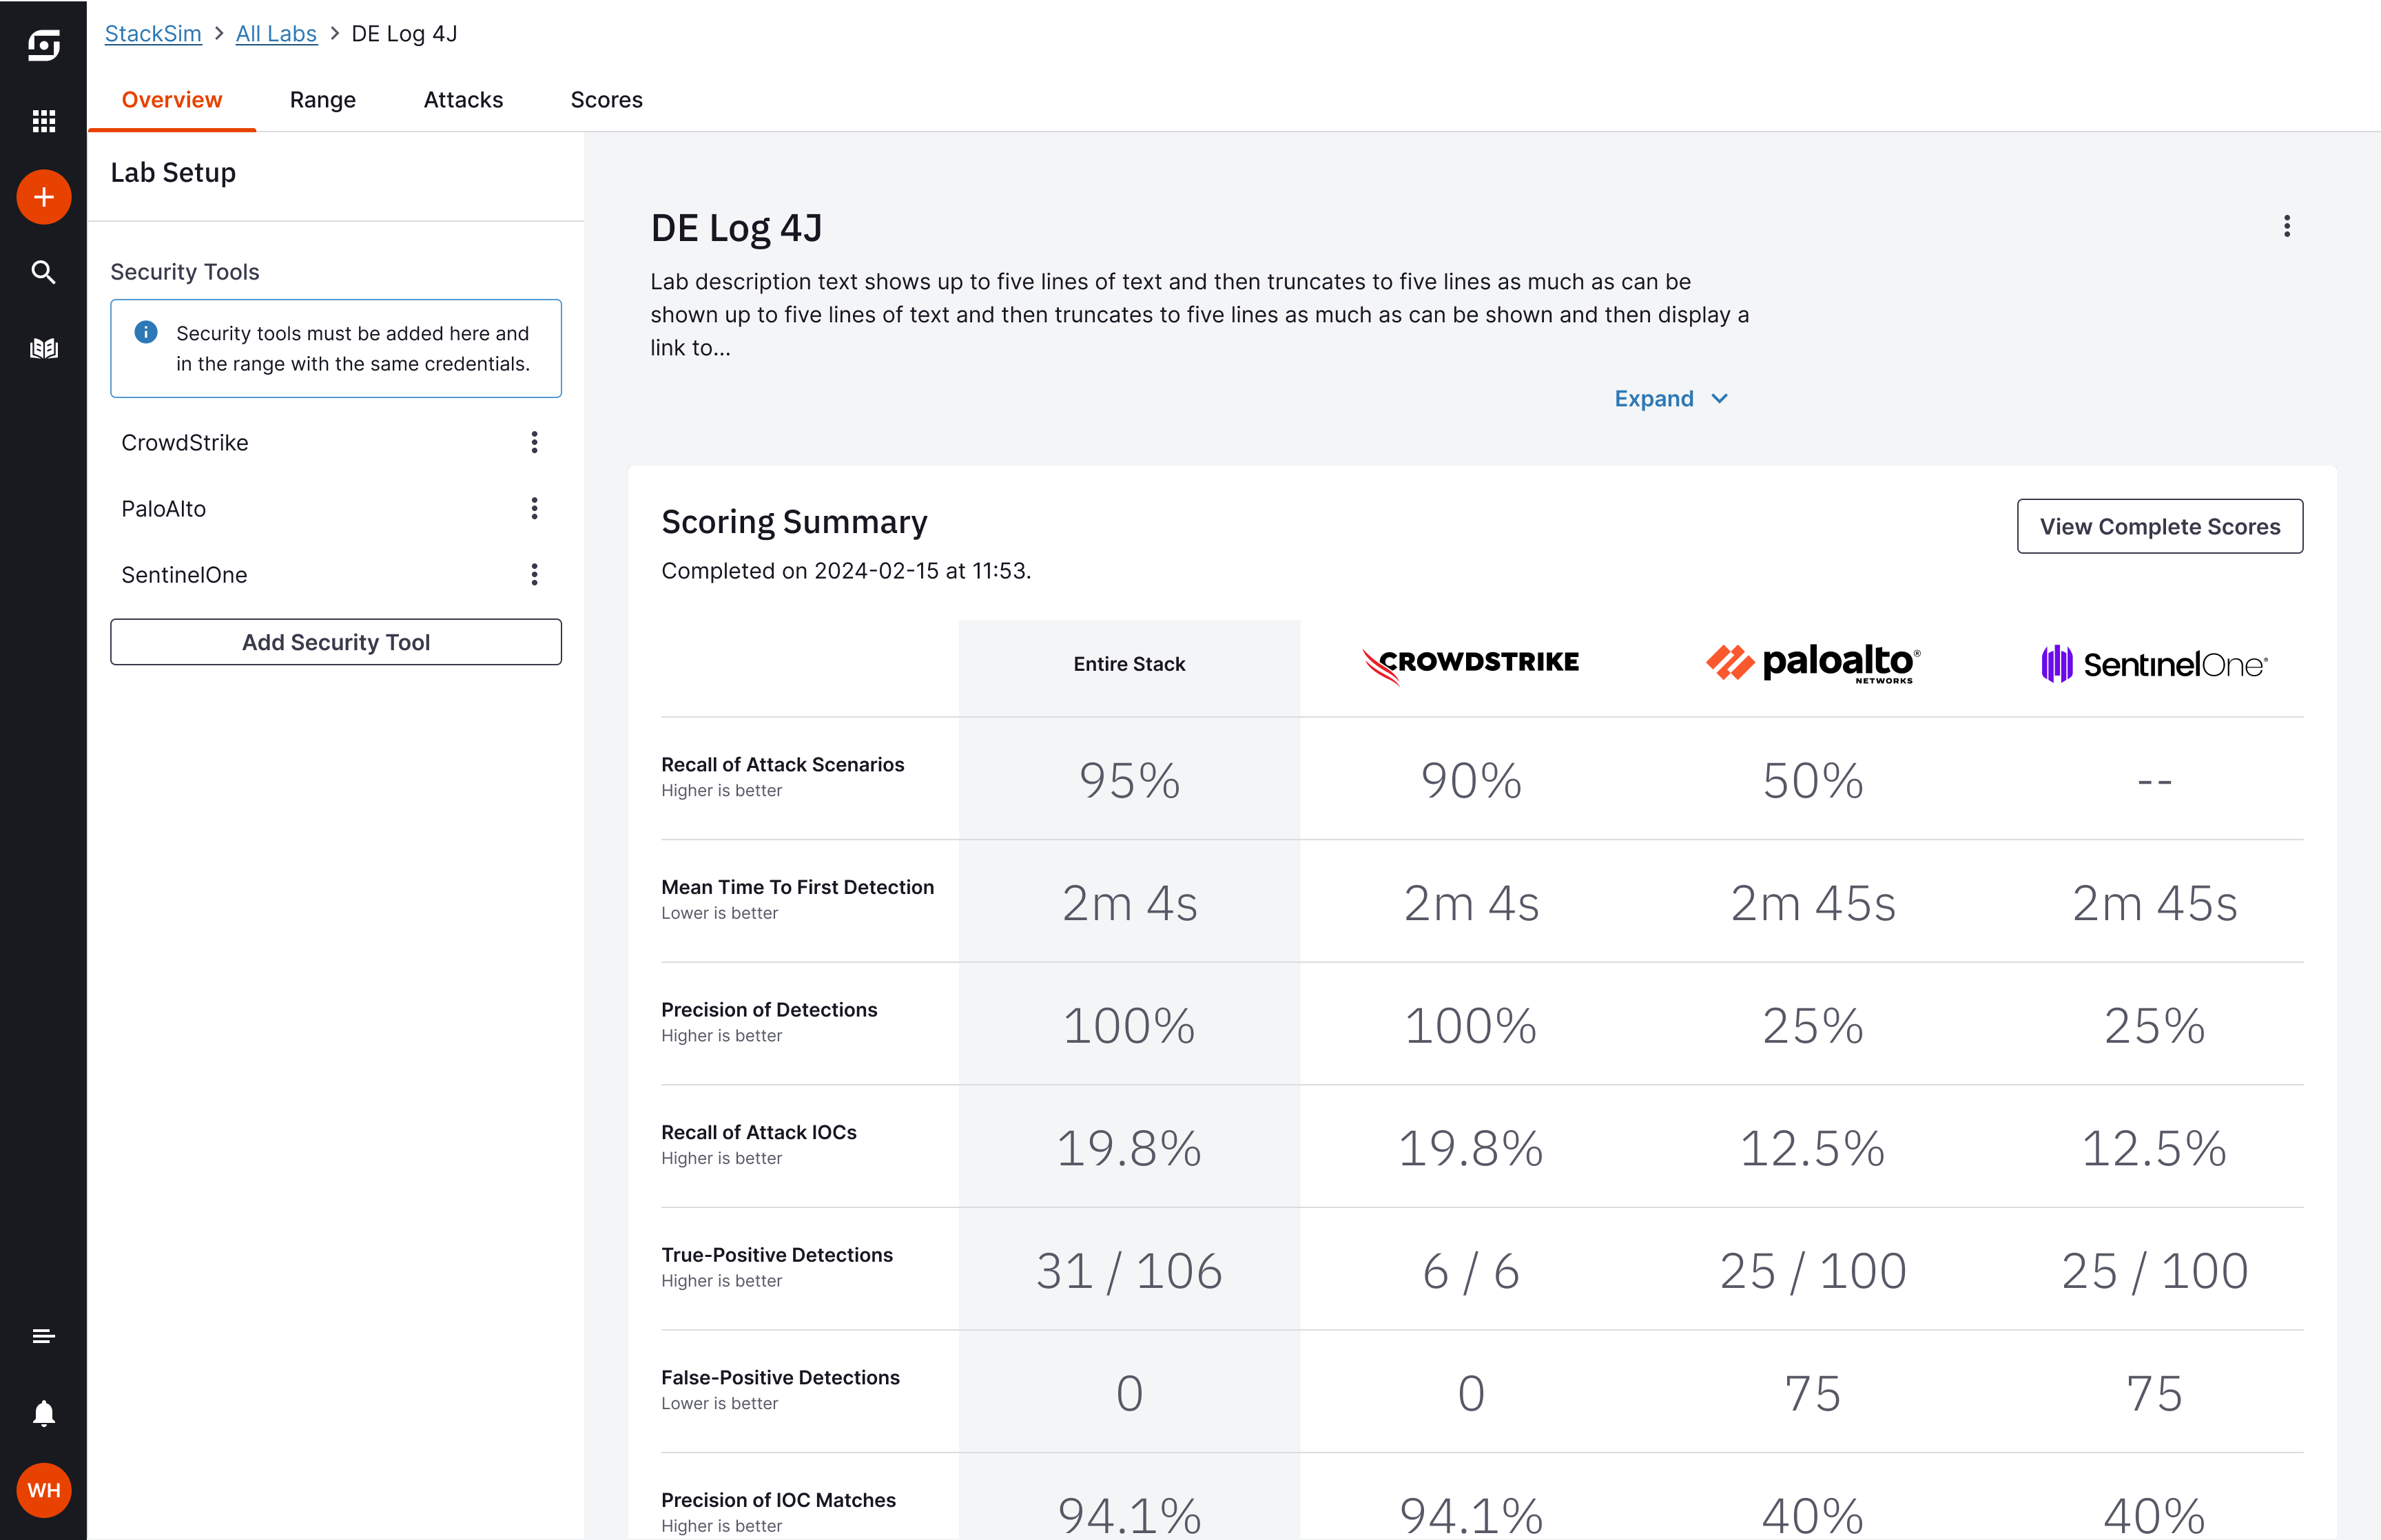 StackSim > All Labs > DE Log 4J
Overview Range Attacks Scores
Lab Setup
Security Tools
Security tools must be added here and
in the range with the same credentials.
CrowdStrike
PaloAlto
SentinelOne
Add Security Tool
WH
DE Log 4J
Lab description text shows up to five lines of text and then truncates to five lines as much as can be
shown up to five lines of text and then truncates to five lines as much as can be shown and then display a
link to...
Expand
Scoring Summary
View Complete Scores
Completed on 2024-02-15 at 11:53.
Entire Stack CROWDSTRIKE paloalto® NETWORKS SentinelOne®
Recall of Attack Scenarios
Higher is better
95% 90% 50% --
Mean Time To First Detection
Lower is better
2m 4s 2m 4s 2m 45s 2m 45s
Precision of Detections
Higher is better
100% 100% 25% 25%
Recall of Attack IOCs
Higher is better
19.8% 19.8% 12.5% 12.5%
True-Positive Detections
Higher is better
31 / 106 6 / 6 25 / 100 25 / 100
False-Positive Detections
Lower is better
0 0 75 75
Precision of IOC Matches
Higher is better
94.1% 94.1% 40% 40%